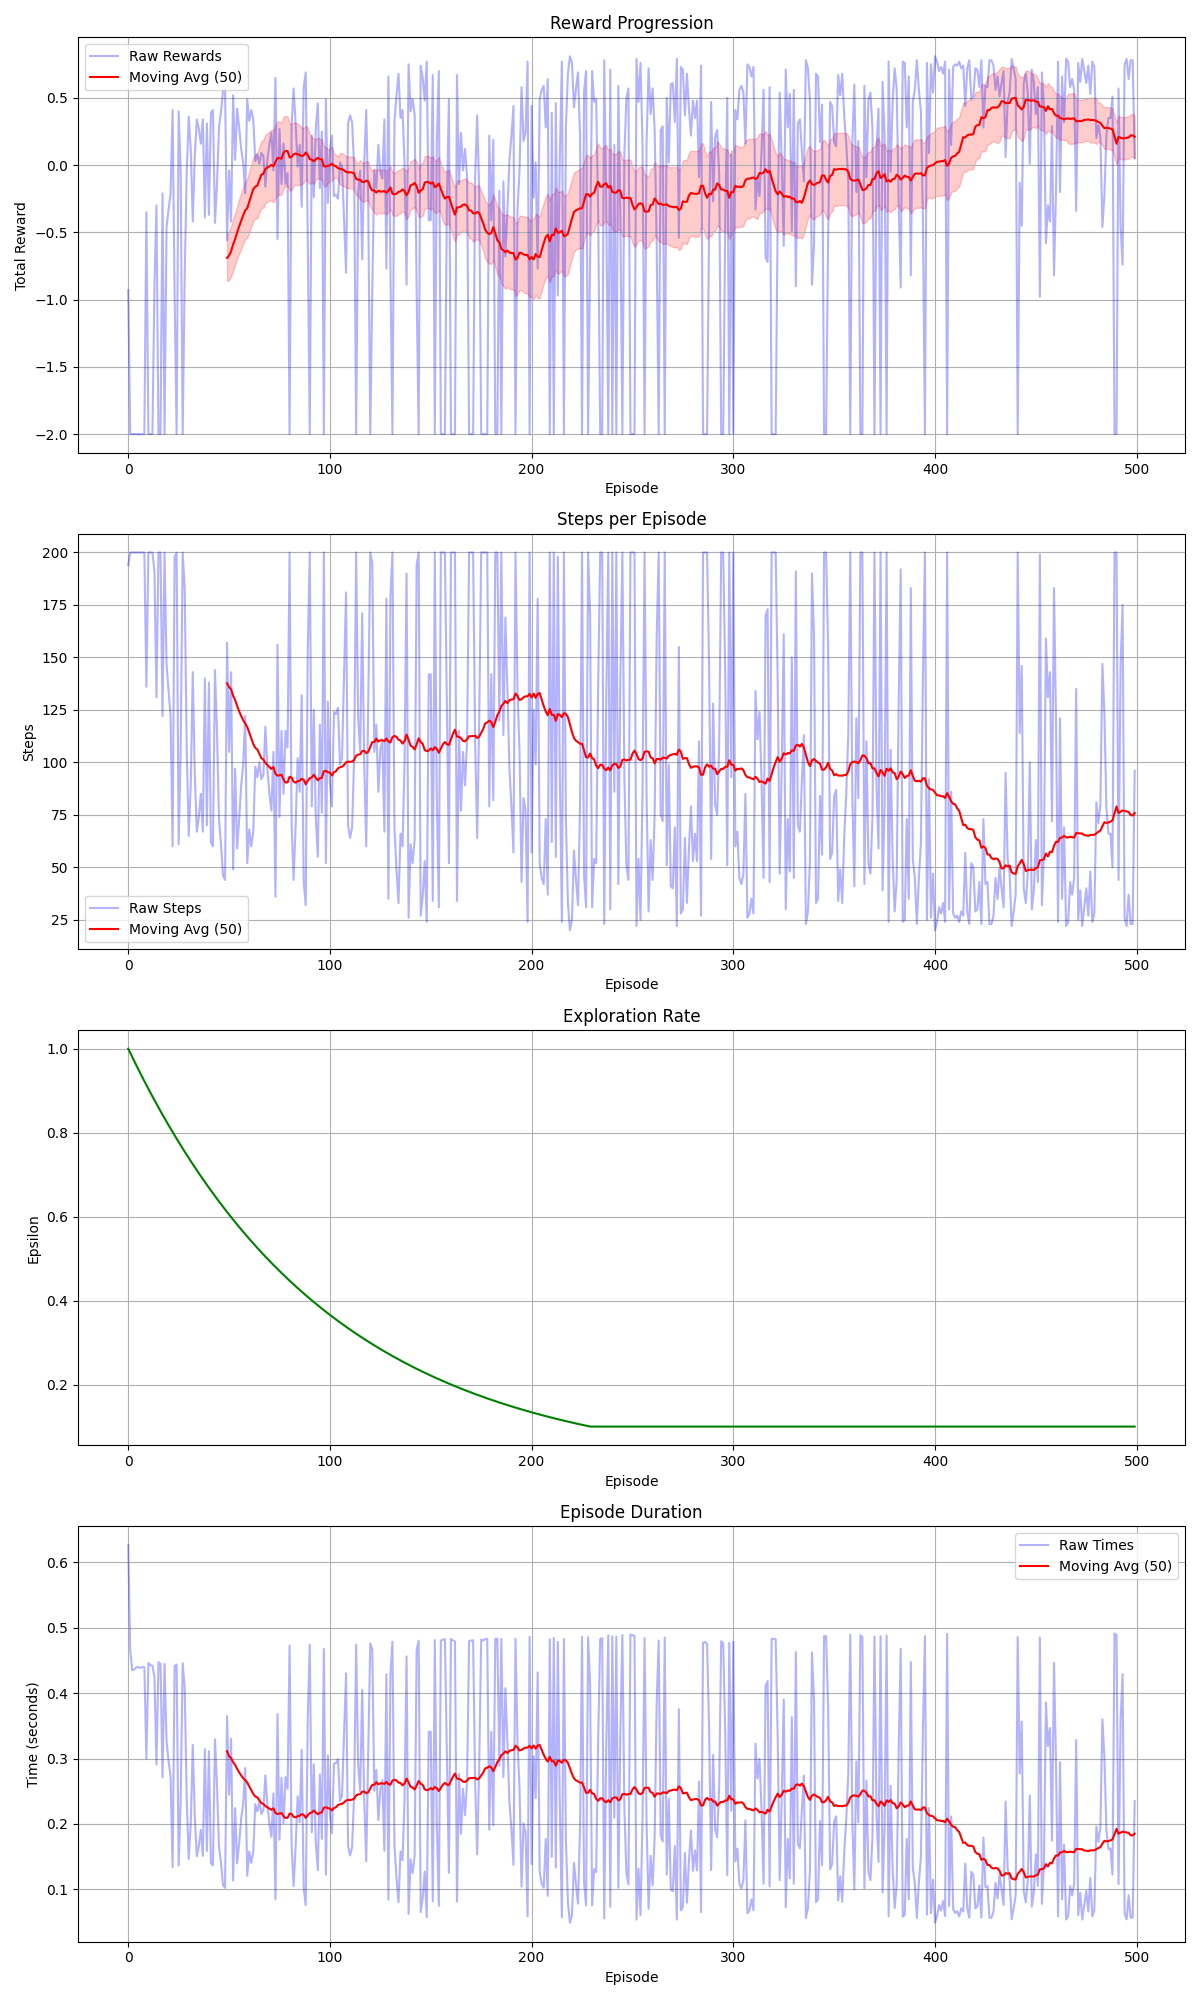 Reward Progression
Raw Rewards
Moving Avg (50)
Total Reward
0.5
0.0
−0.5
−1.0
−1.5
−2.0
0 100 200 300 400 500
Episode
Steps per Episode
Steps
200
175
150
125
100
75
50
25
Raw Steps
Moving Avg (50)
0 100 200 300 400 500
Episode
Exploration Rate
Epsilon
1.0
0.8
0.6
0.4
0.2
0 100 200 300 400 500
Episode
Episode Duration
Raw Times
Moving Avg (50)
Time (seconds)
0.6
0.5
0.4
0.3
0.2
0.1
0 100 200 300 400 500
Episode